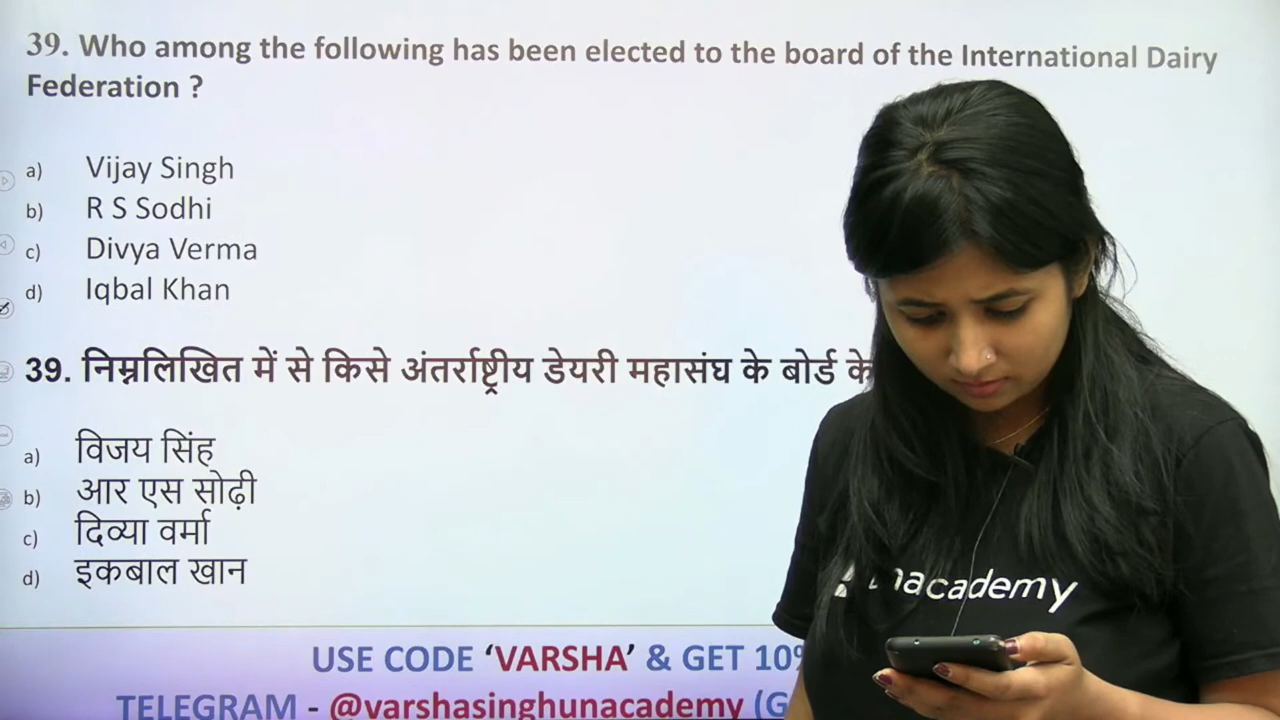 39. Who among the following has been elected to the board of the International Dairy
Federation ?
a) Vijay Singh
b) R S Sodhi
c) Divya Verma
d) Iqbal Khan
39. निम्नलिखित में से किसे अंतर्राष्ट्रीय डेयरी महासंघ के बोर्ड के
a) विजय सिंह
b) आर एस सोढ़ी
c) दिव्या वर्मा
d) इकबाल खान
academy
USE CODE ‘VARSHA’ & GET 10%
TELEGRAM - @varshasinghunacademy (G